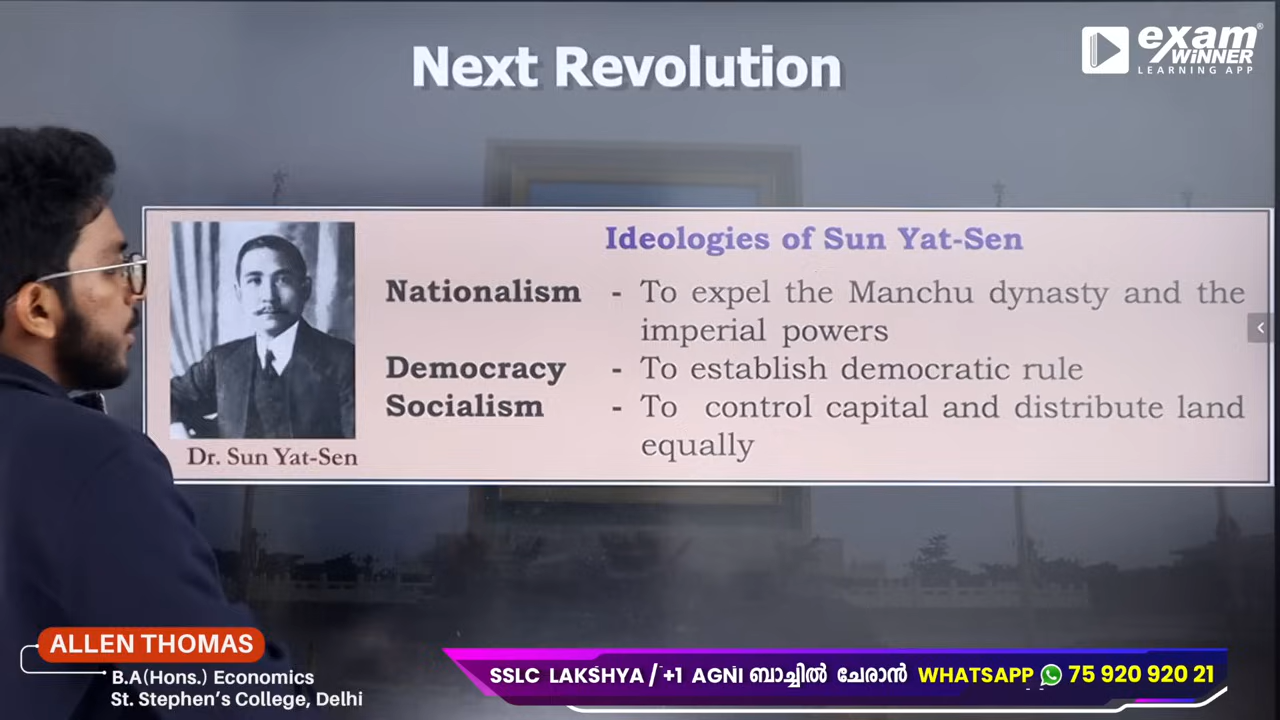 Next Revolution
exam
WINNER
LEARNING APP
Ideologies of Sun Yat-Sen
Nationalism - To expel the Manchu dynasty and the
imperial powers
Democracy - To establish democratic rule
Socialism - To control capital and distribute land
equally
Dr. Sun Yat-Sen
ALLEN THOMAS
B.A(Hons.) Economics
St. Stephen's College, Delhi
SSLC LAKSHYA / +1 AGNI ബാച്ചിൽ ചേരാൻ WHATSAPP 75 920 920 21